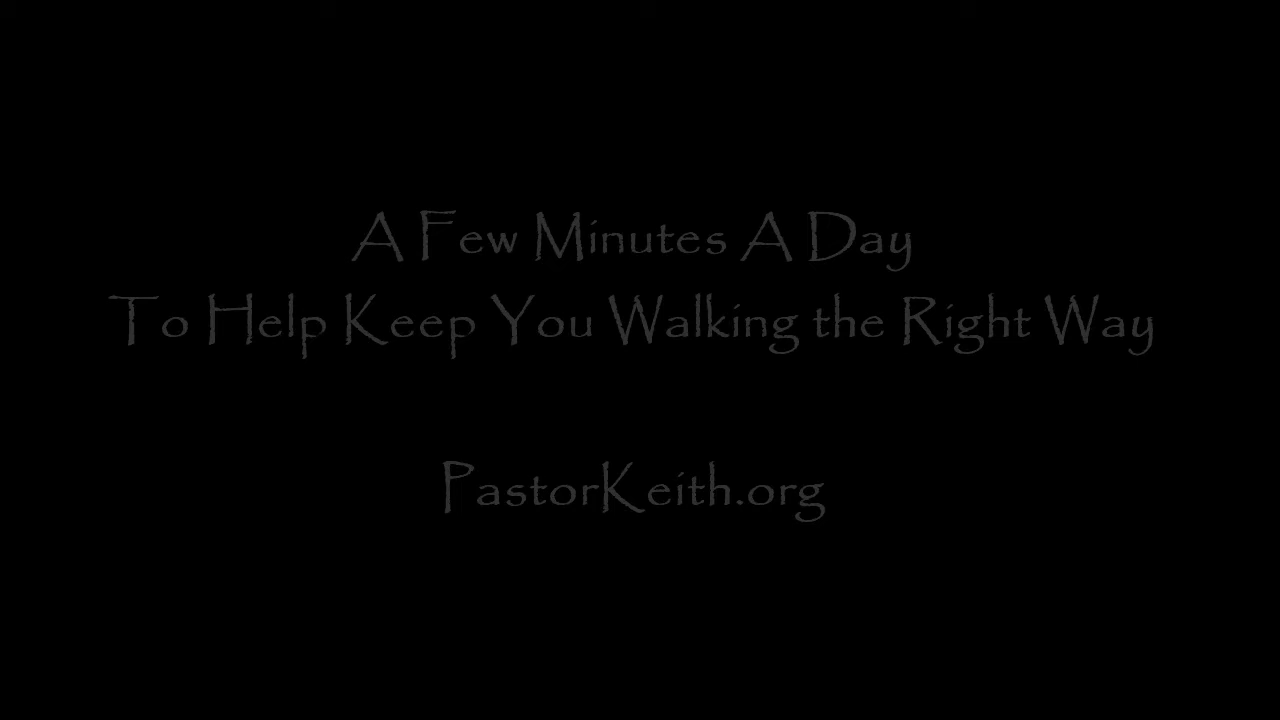 A Few Minutes A Day
To Help Keep You Walking the Right Way
PastorKeith.org